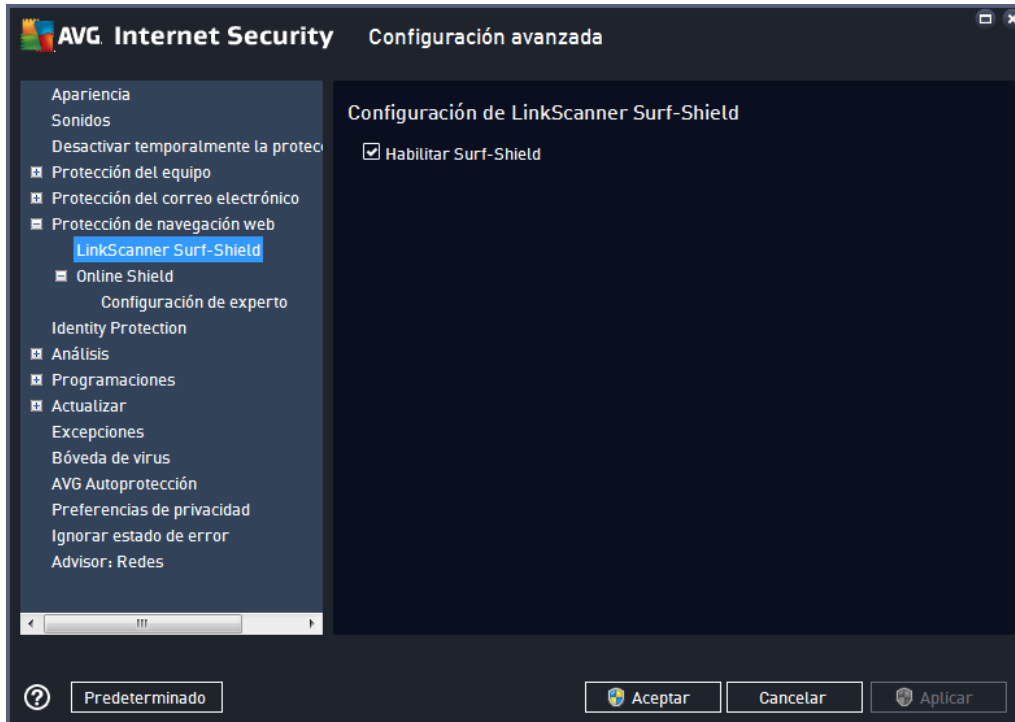 AVG Internet Security Configuración avanzada
Apariencia
Sonidos
Desactivar temporalmente la protec
Protección del equipo
Protección del correo electrónico
Protección de navegación web
LinkScanner Surf-Shield
Online Shield
Configuración de experto
Identity Protection
Análisis
Programaciones
Actualizar
Excepciones
Bóveda de virus
AVG Autoprotección
Preferencias de privacidad
Ignorar estado de error
Advisor: Redes
Configuración de LinkScanner Surf-Shield
Habilitar Surf-Shield
Predeterminado
Aceptar
Cancelar
Aplicar